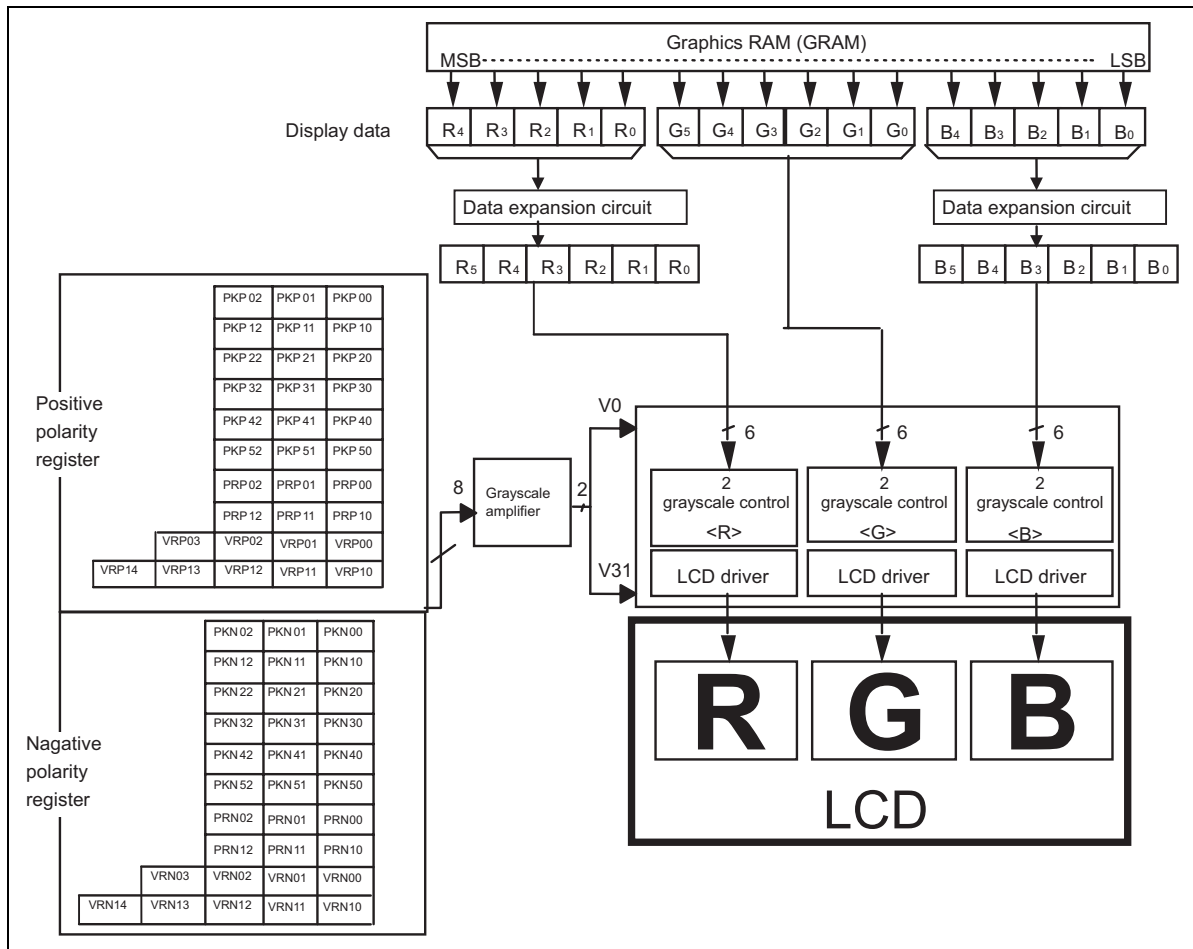 Graphics RAM (GRAM)
MSB LSB
Display data
R4 R3 R2 R1 R0 G5 G4 G3 G2 G1 G0 B4 B3 B2 B1 B0
Data expansion circuit Data expansion circuit
R5 R4 R3 R2 R1 R0 B5 B4 B3 B2 B1 B0
Positive
polarity
register
PKP02 PKP01 PKP00
PKP12 PKP11 PKP10
PKP22 PKP21 PKP20
PKP32 PKP31 PKP30
PKP42 PKP41 PKP40
PKP52 PKP51 PKP50
PRP02 PRP01 PRP00
PRP12 PRP11 PRP10
VRP03 VRP02 VRP01 VRP00
VRP14 VRP13 VRP12 VRP11 VRP10
8
Grayscale
amplifier
2
V0
V31
6 6 6
2 2 2
grayscale control grayscale control grayscale control
<R> <G> <B>
LCD driver LCD driver LCD driver
Nagative
polarity
register
PKN02 PKN01 PKN00
PKN12 PKN11 PKN10
PKN22 PKN21 PKN20
PKN32 PKN31 PKN30
PKN42 PKN41 PKN40
PKN52 PKN51 PKN50
PRN02 PRN01 PRN00
PRN12 PRN11 PRN10
VRN03 VRN02 VRN01 VRN00
VRN14 VRN13 VRN12 VRN11 VRN10
R G B
LCD